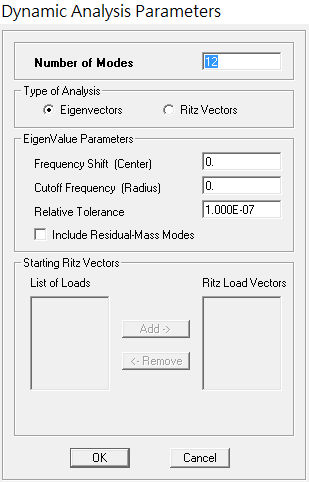 Dynamic Analysis Parameters
Number of Modes 12
Type of Analysis
Eigenvectors Ritz Vectors
EigenValue Parameters
Frequency Shift (Center) 0.
Cutoff Frequency (Radius) 0.
Relative Tolerance 1.000E-07
Include Residual-Mass Modes
Starting Ritz Vectors
List of Loads Ritz Load Vectors
Add ->
<- Remove
OK Cancel